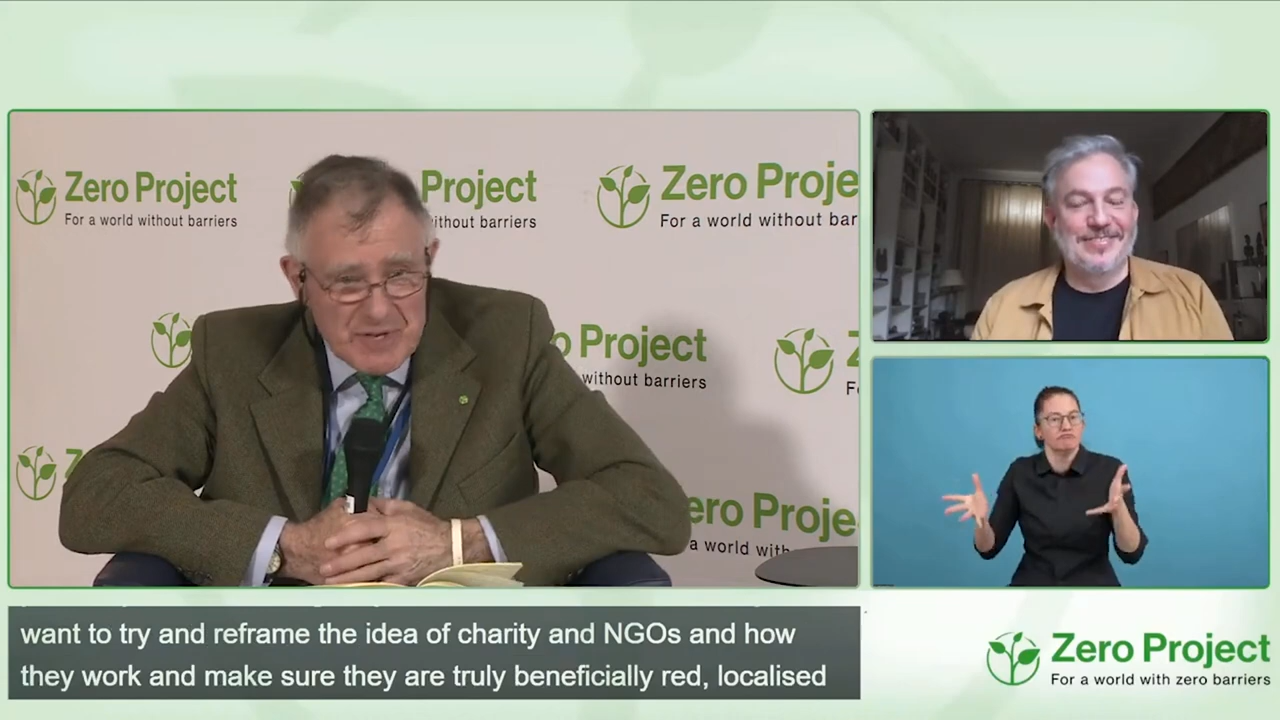 Zero Project
For a world without barriers
Project
ithout barriers
Zero Proje
For a world without bar
o Project
without barriers
Z
F
Z
ero Proje
a world with
want to try and reframe the idea of charity and NGOs and how
they work and make sure they are truly beneficially red, localised
Zero Project
For a world with zero barriers